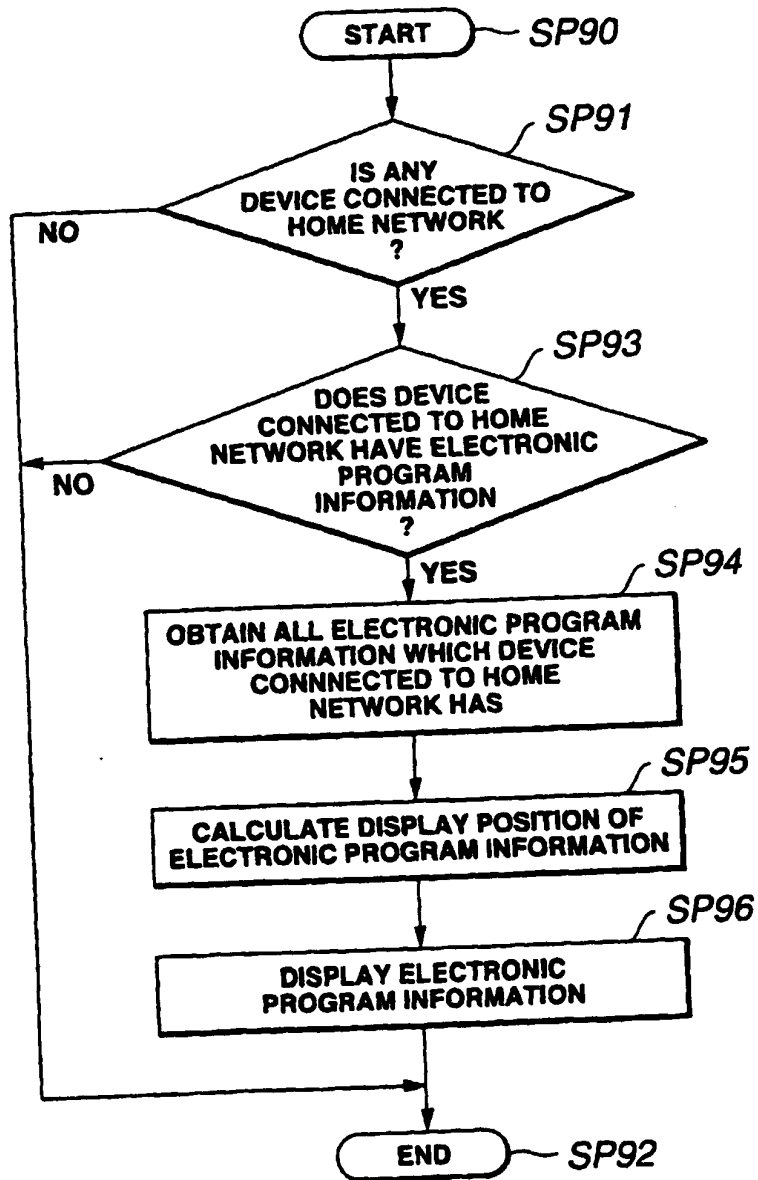 START
SP90
SP91
IS ANY
DEVICE CONNECTED TO
HOME NETWORK
?
NO
YES
SP93
DOES DEVICE
CONNECTED TO HOME
NETWORK HAVE ELECTRONIC
PROGRAM
INFORMATION
?
NO
YES
SP94
OBTAIN ALL ELECTRONIC PROGRAM
INFORMATION WHICH DEVICE
CONNNECTED TO HOME
NETWORK HAS
SP95
CALCULATE DISPLAY POSITION OF
ELECTRONIC PROGRAM INFORMATION
SP96
DISPLAY ELECTRONIC
PROGRAM INFORMATION
END
SP92